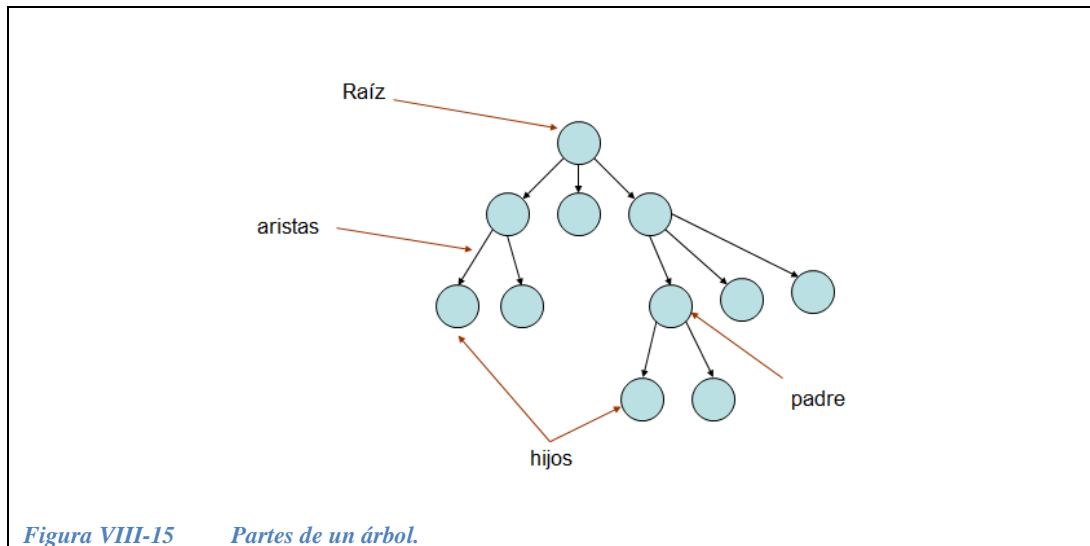 Raíz
aristas
padre
hijos
Figura VIII-15 Partes de un árbol.